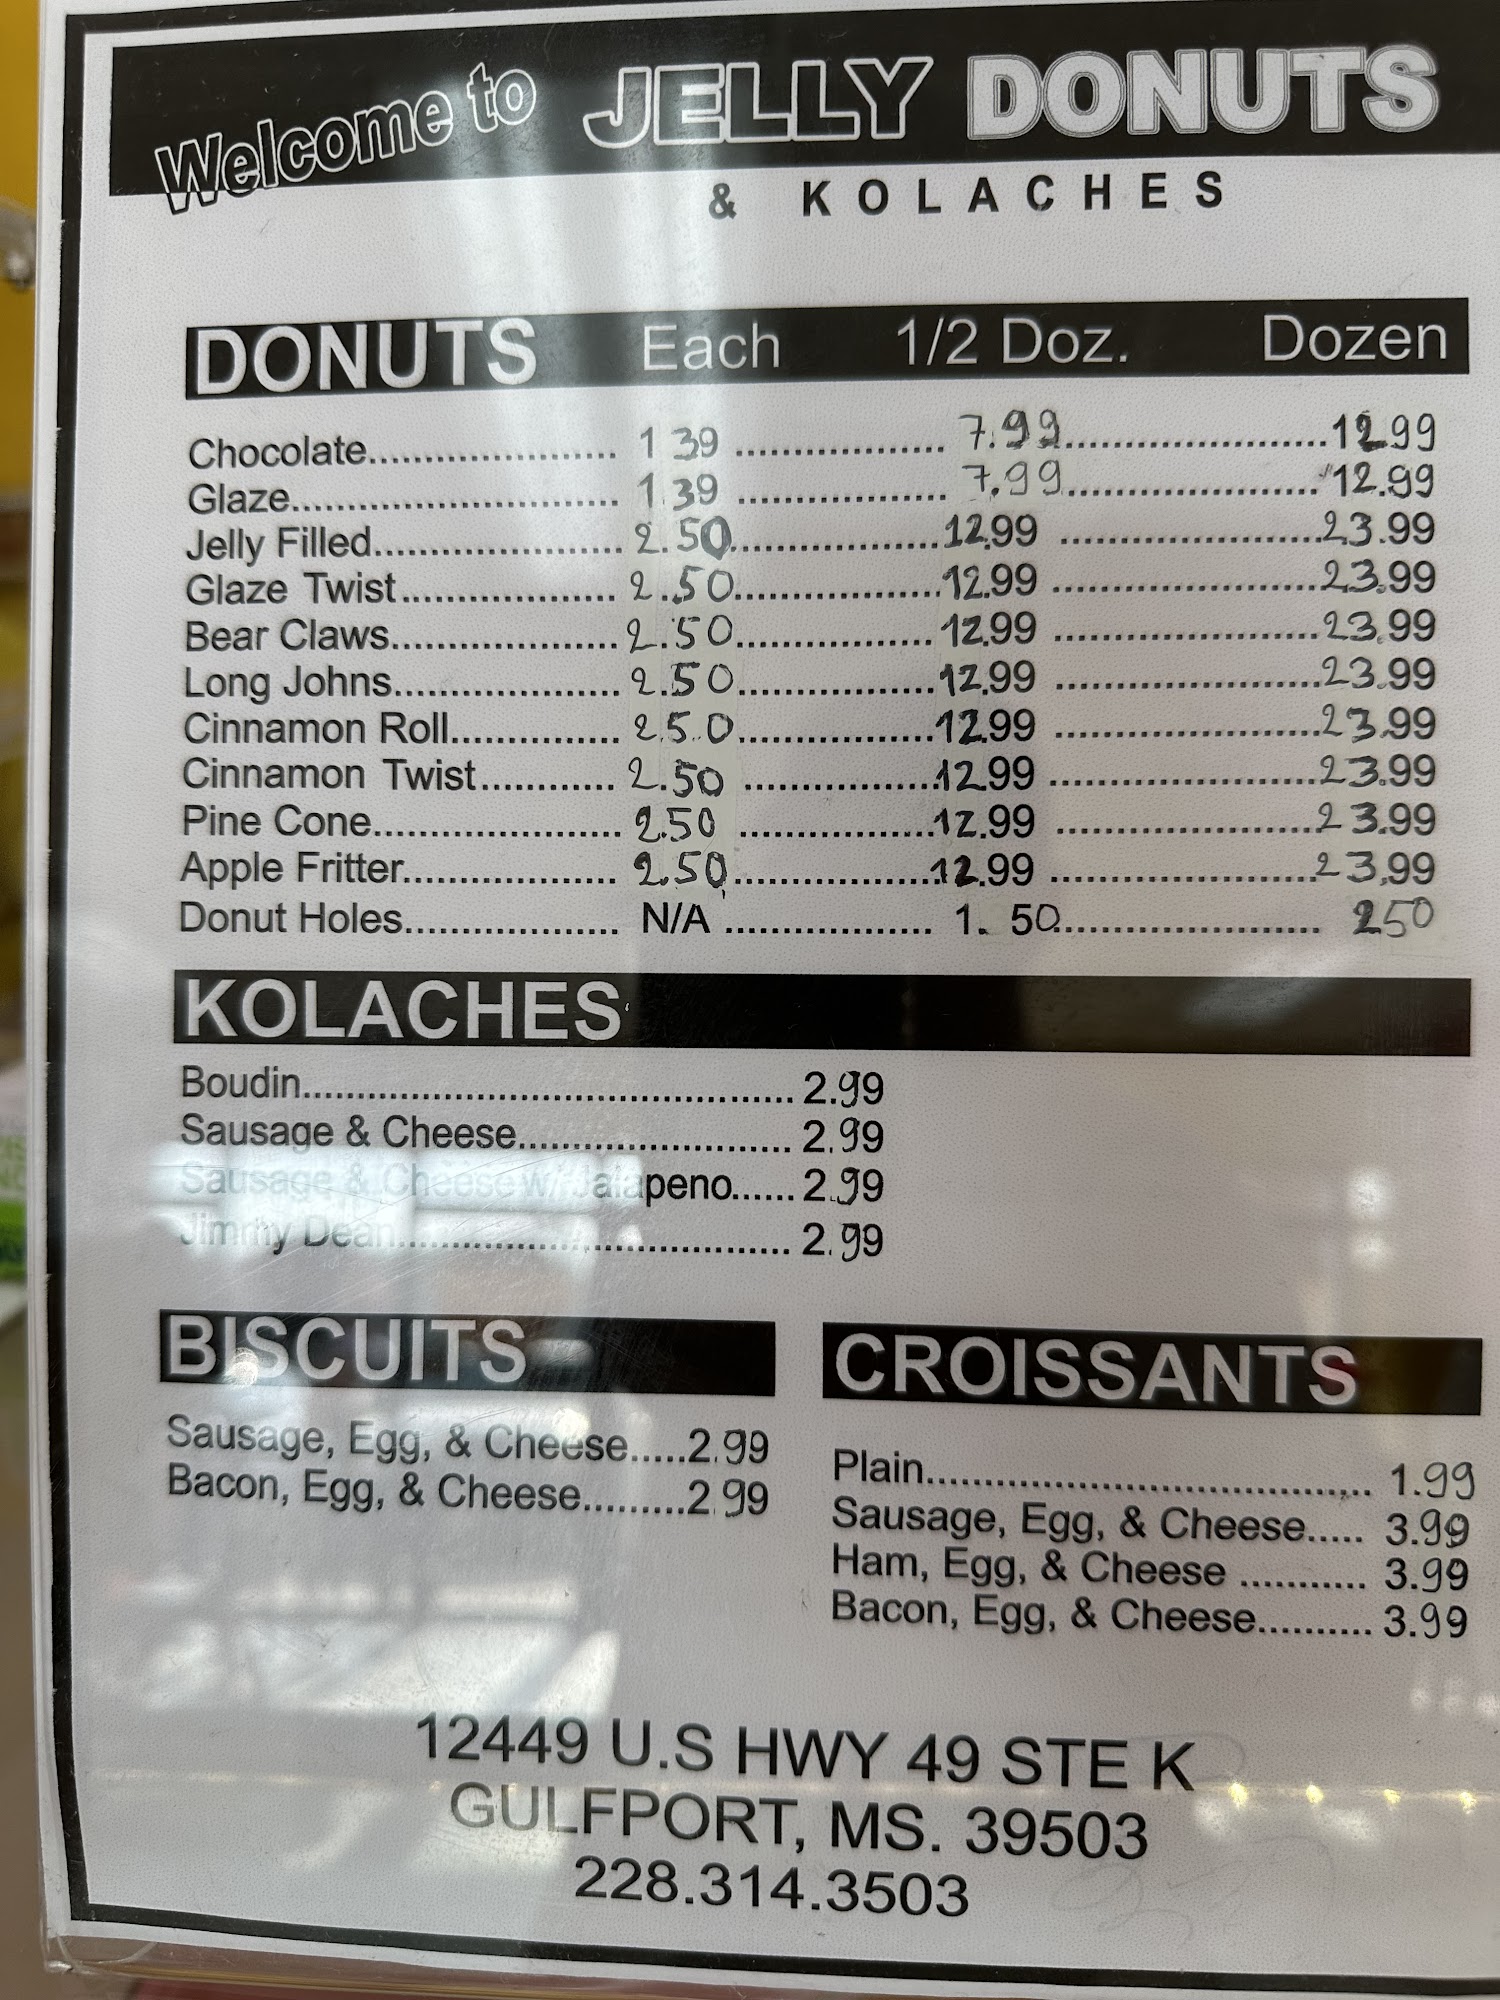 Welcome to JELLY DONUTS
& KOLACHES
DONUTS Each 1/2 Doz. Dozen
Chocolate.................... 1 39 .................. 7.99....................12.99
Glaze............................ 1.39 .................. 7.99....................12.99
Jelly Filled..................... 2.50..................12.99 ....................23.99
Glaze Twist.................. 2.50..................12.99 ....................23.99
Bear Claws................... 2.50..................12.99 ....................23.99
Long Johns................... 2.50..................12.99 ....................23.99
Cinnamon Roll............... 2.50..................12.99 ....................23.99
Cinnamon Twist............ 2.50 ..................12.99 ....................23.99
Pine Cone..................... 2.50 ..................12.99 ....................23.99
Apple Fritter.................. 2.50..................12.99 ....................23.99
Donut Holes.................. N/A .................. 1. 50.................... 2.50
KOLACHES
Boudin.............................................. 2.99
Sausage & Cheese......................... 2.99
Sausage & Cheese w/ Jalapeno...... 2.99
Jimmy Dean.................................... 2.99
BISCUITS
Sausage, Egg, & Cheese.....2.99
Bacon, Egg, & Cheese.........2.99
CROISSANTS
Plain........................................ 1.99
Sausage, Egg, & Cheese..... 3.99
Ham, Egg, & Cheese ........... 3.99
Bacon, Egg, & Cheese.......... 3.99
12449 U.S HWY 49 STE K
GULFPORT, MS. 39503
228.314.3503